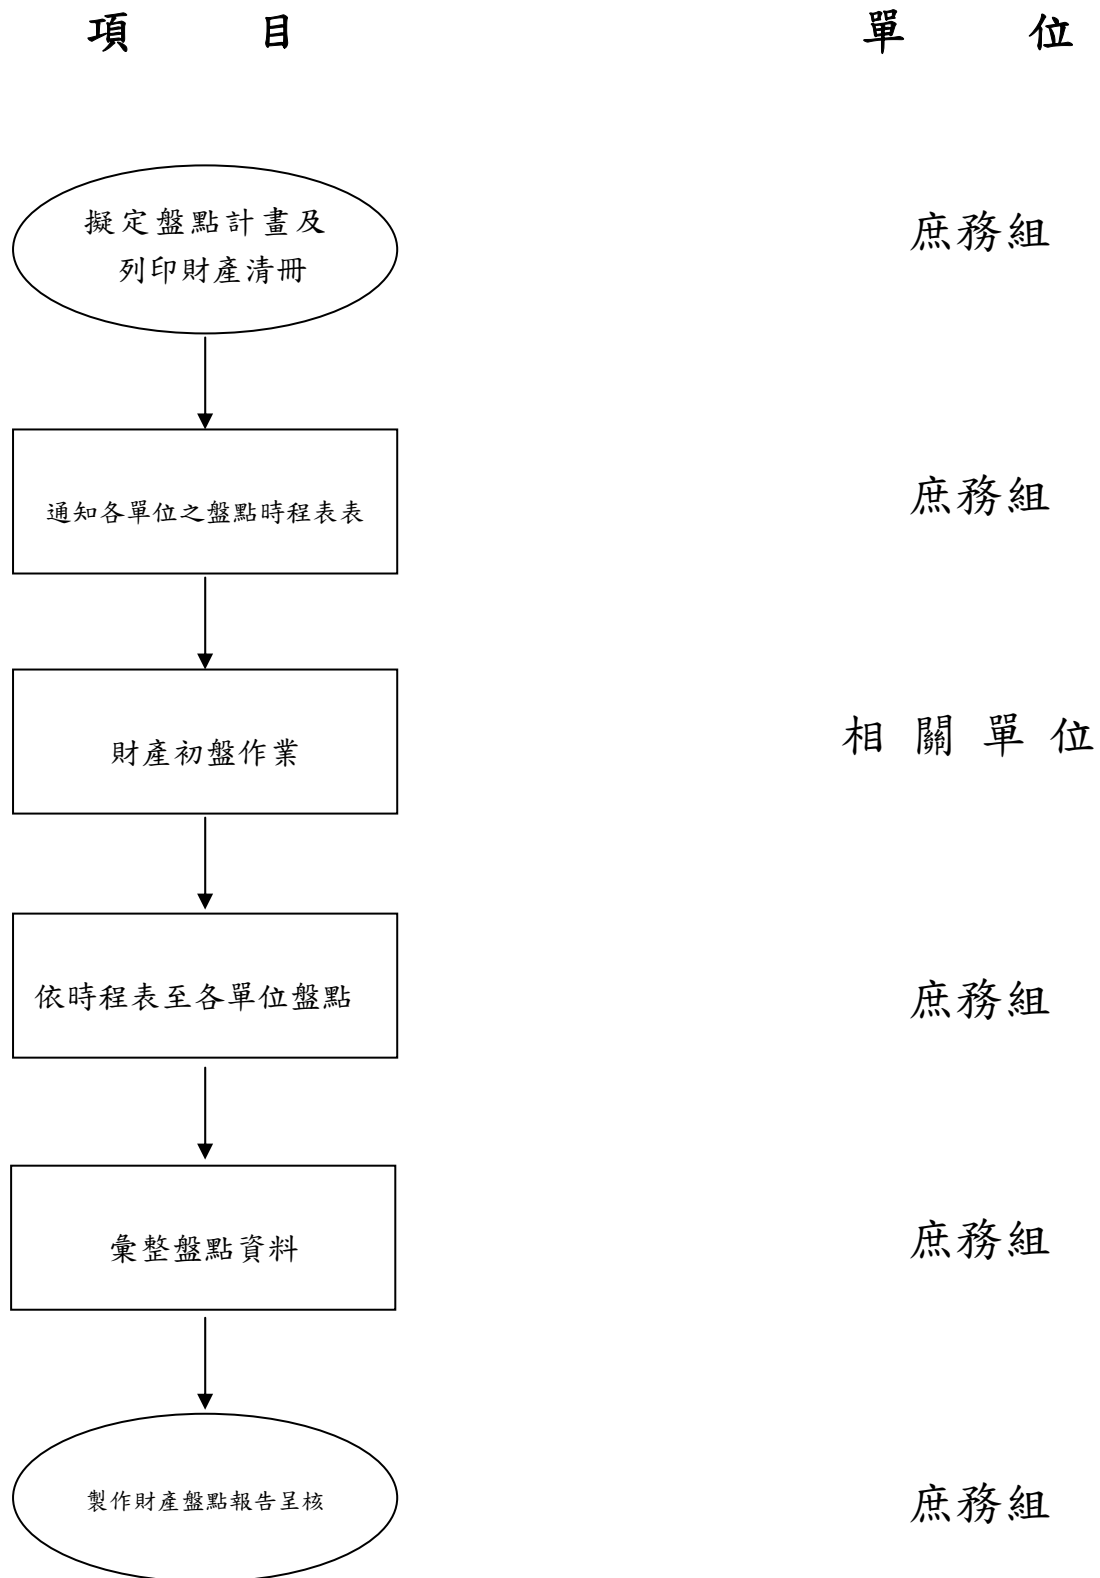 項 目 單 位
擬定盤點計畫及
列印財產清冊
庶務組
通知各單位之盤點時程表表
庶務組
財產初盤作業
相關單位
依時程表至各單位盤點
庶務組
彙整盤點資料
庶務組
製作財產盤點報告呈核
庶務組